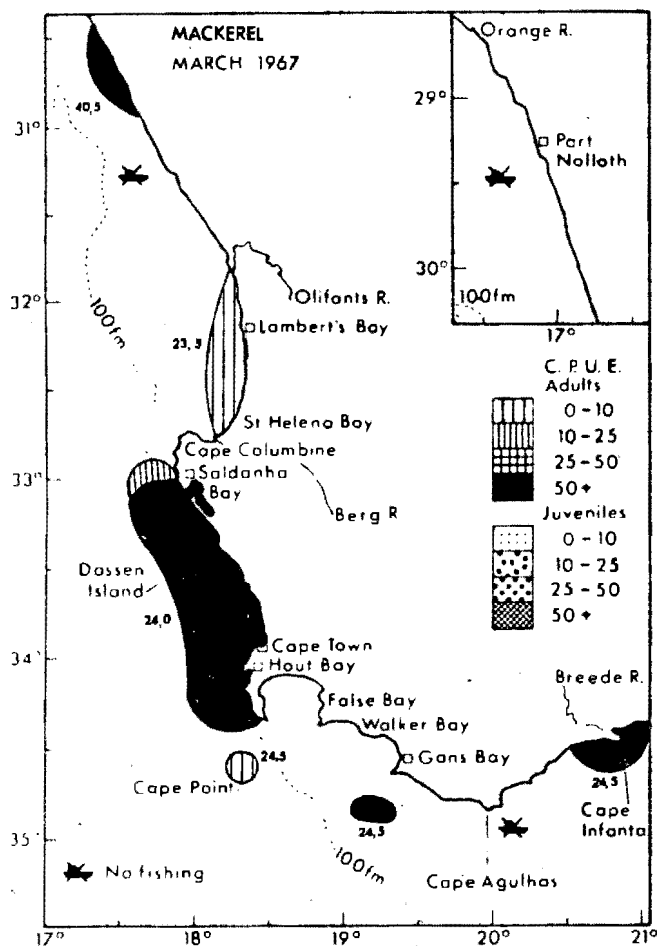 MACKEREL
MARCH 1967
Orange R.
29°
Part
Nolloth
30°
100fm
17°
40,5
31°
32°
100fm
Olifants R.
Lambert's Bay
23,5
St Helena Bay
Cape Columbine
Saldanha
Bay
33°
Berg R
C. P. U. E.
Adults
0-10
10-25
25-50
50+
Juveniles
0-10
10-25
25-50
50+
Dassen
Island
24,0
34°
Cape Town
Hout Bay
False Bay
Walker Bay
Gans Bay
Breede R.
24,5
Cape Point
24,5
24,5
Cape
Infanta
35°
No fishing
100fm
Cape Agulhas
17°
18°
19°
20°
21°